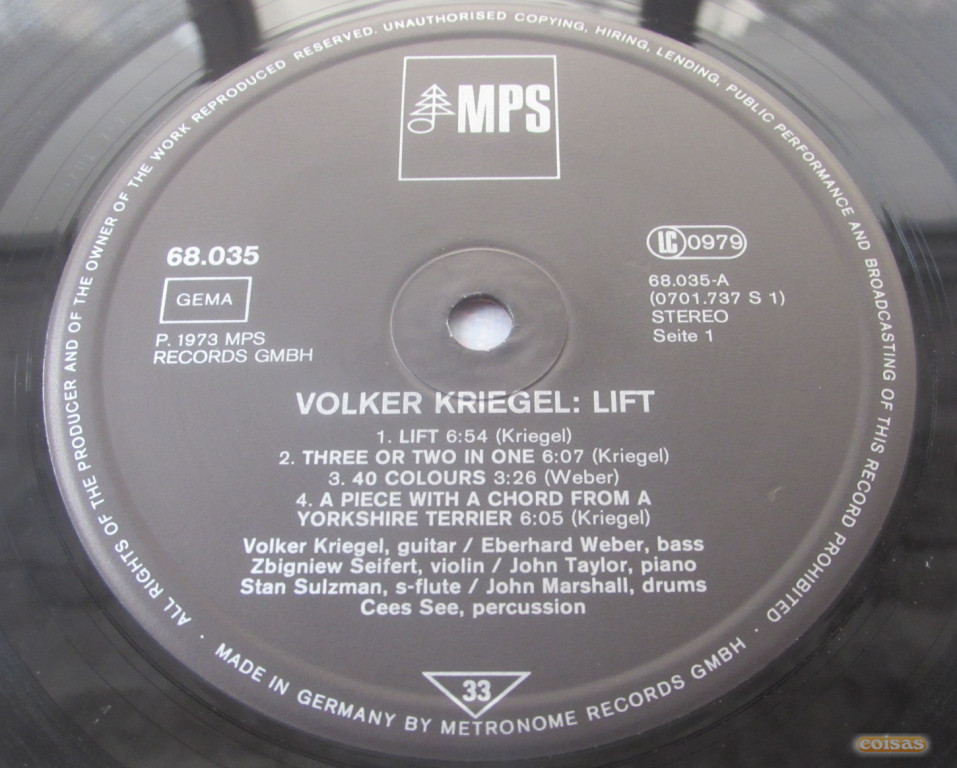 ALL RIGHTS OF THE PRODUCER AND OF THE OWNER OF THE WORK REPRODUCED RESERVED. UNAUTHORISED COPYING, HIRING, LENDING, PUBLIC PERFORMANCE AND BROADCASTING OF THIS RECORD PROHIBITED
MPS
68.035
GEMA
P. 1973 MPS
RECORDS GMBH
LC 0979
68.035-A
(0701.737 S 1)
STEREO
Seite 1
VOLKER KRIEGEL: LIFT
1. LIFT 6:54 (Kriegel)
2. THREE OR TWO IN ONE 6:07 (Kriegel)
3. 40 COLOURS 3:26 (Weber)
4. A PIECE WITH A CHORD FROM A
YORKSHIRE TERRIER 6:05 (Kriegel)
Volker Kriegel, guitar / Eberhard Weber, bass
Zbigniew Seifert, violin / John Taylor, piano
Stan Sulzman, s-flute / John Marshall, drums
Cees See, percussion
33
· MADE IN GERMANY BY METRONOME RECORDS GMBH ·
coisas